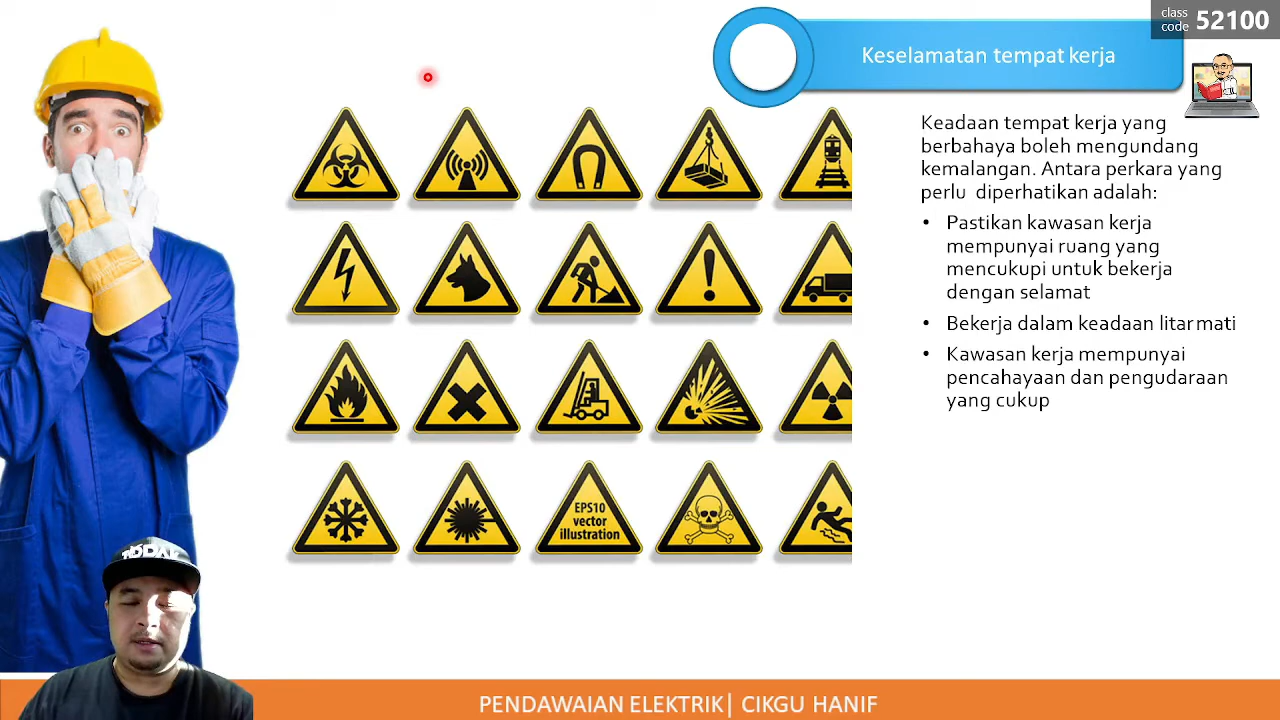 class
code 52100
Keselamatan tempat kerja
Keadaan tempat kerja yang
berbahaya boleh mengundang
kemalangan. Antara perkara yang
perlu diperhatikan adalah:
• Pastikan kawasan kerja
mempunyai ruang yang
mencukupi untuk bekerja
dengan selamat
• Bekerja dalam keadaan litar mati
• Kawasan kerja mempunyai
pencahayaan dan pengudaraan
yang cukup
EPS10
vector
illustration
PENDAWAIAN ELEKTRIK| CIKGU HANIF